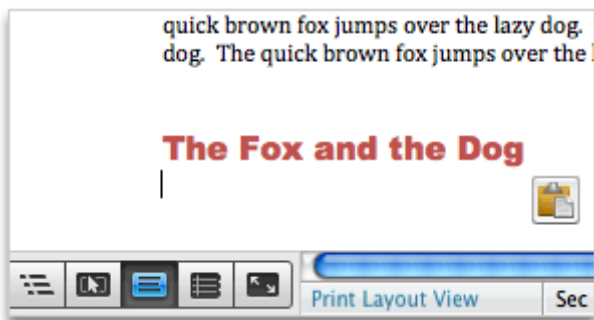 quick brown fox jumps over the lazy dog.
dog.  The quick brown fox jumps over the
The Fox and the Dog
Print Layout View
Sec